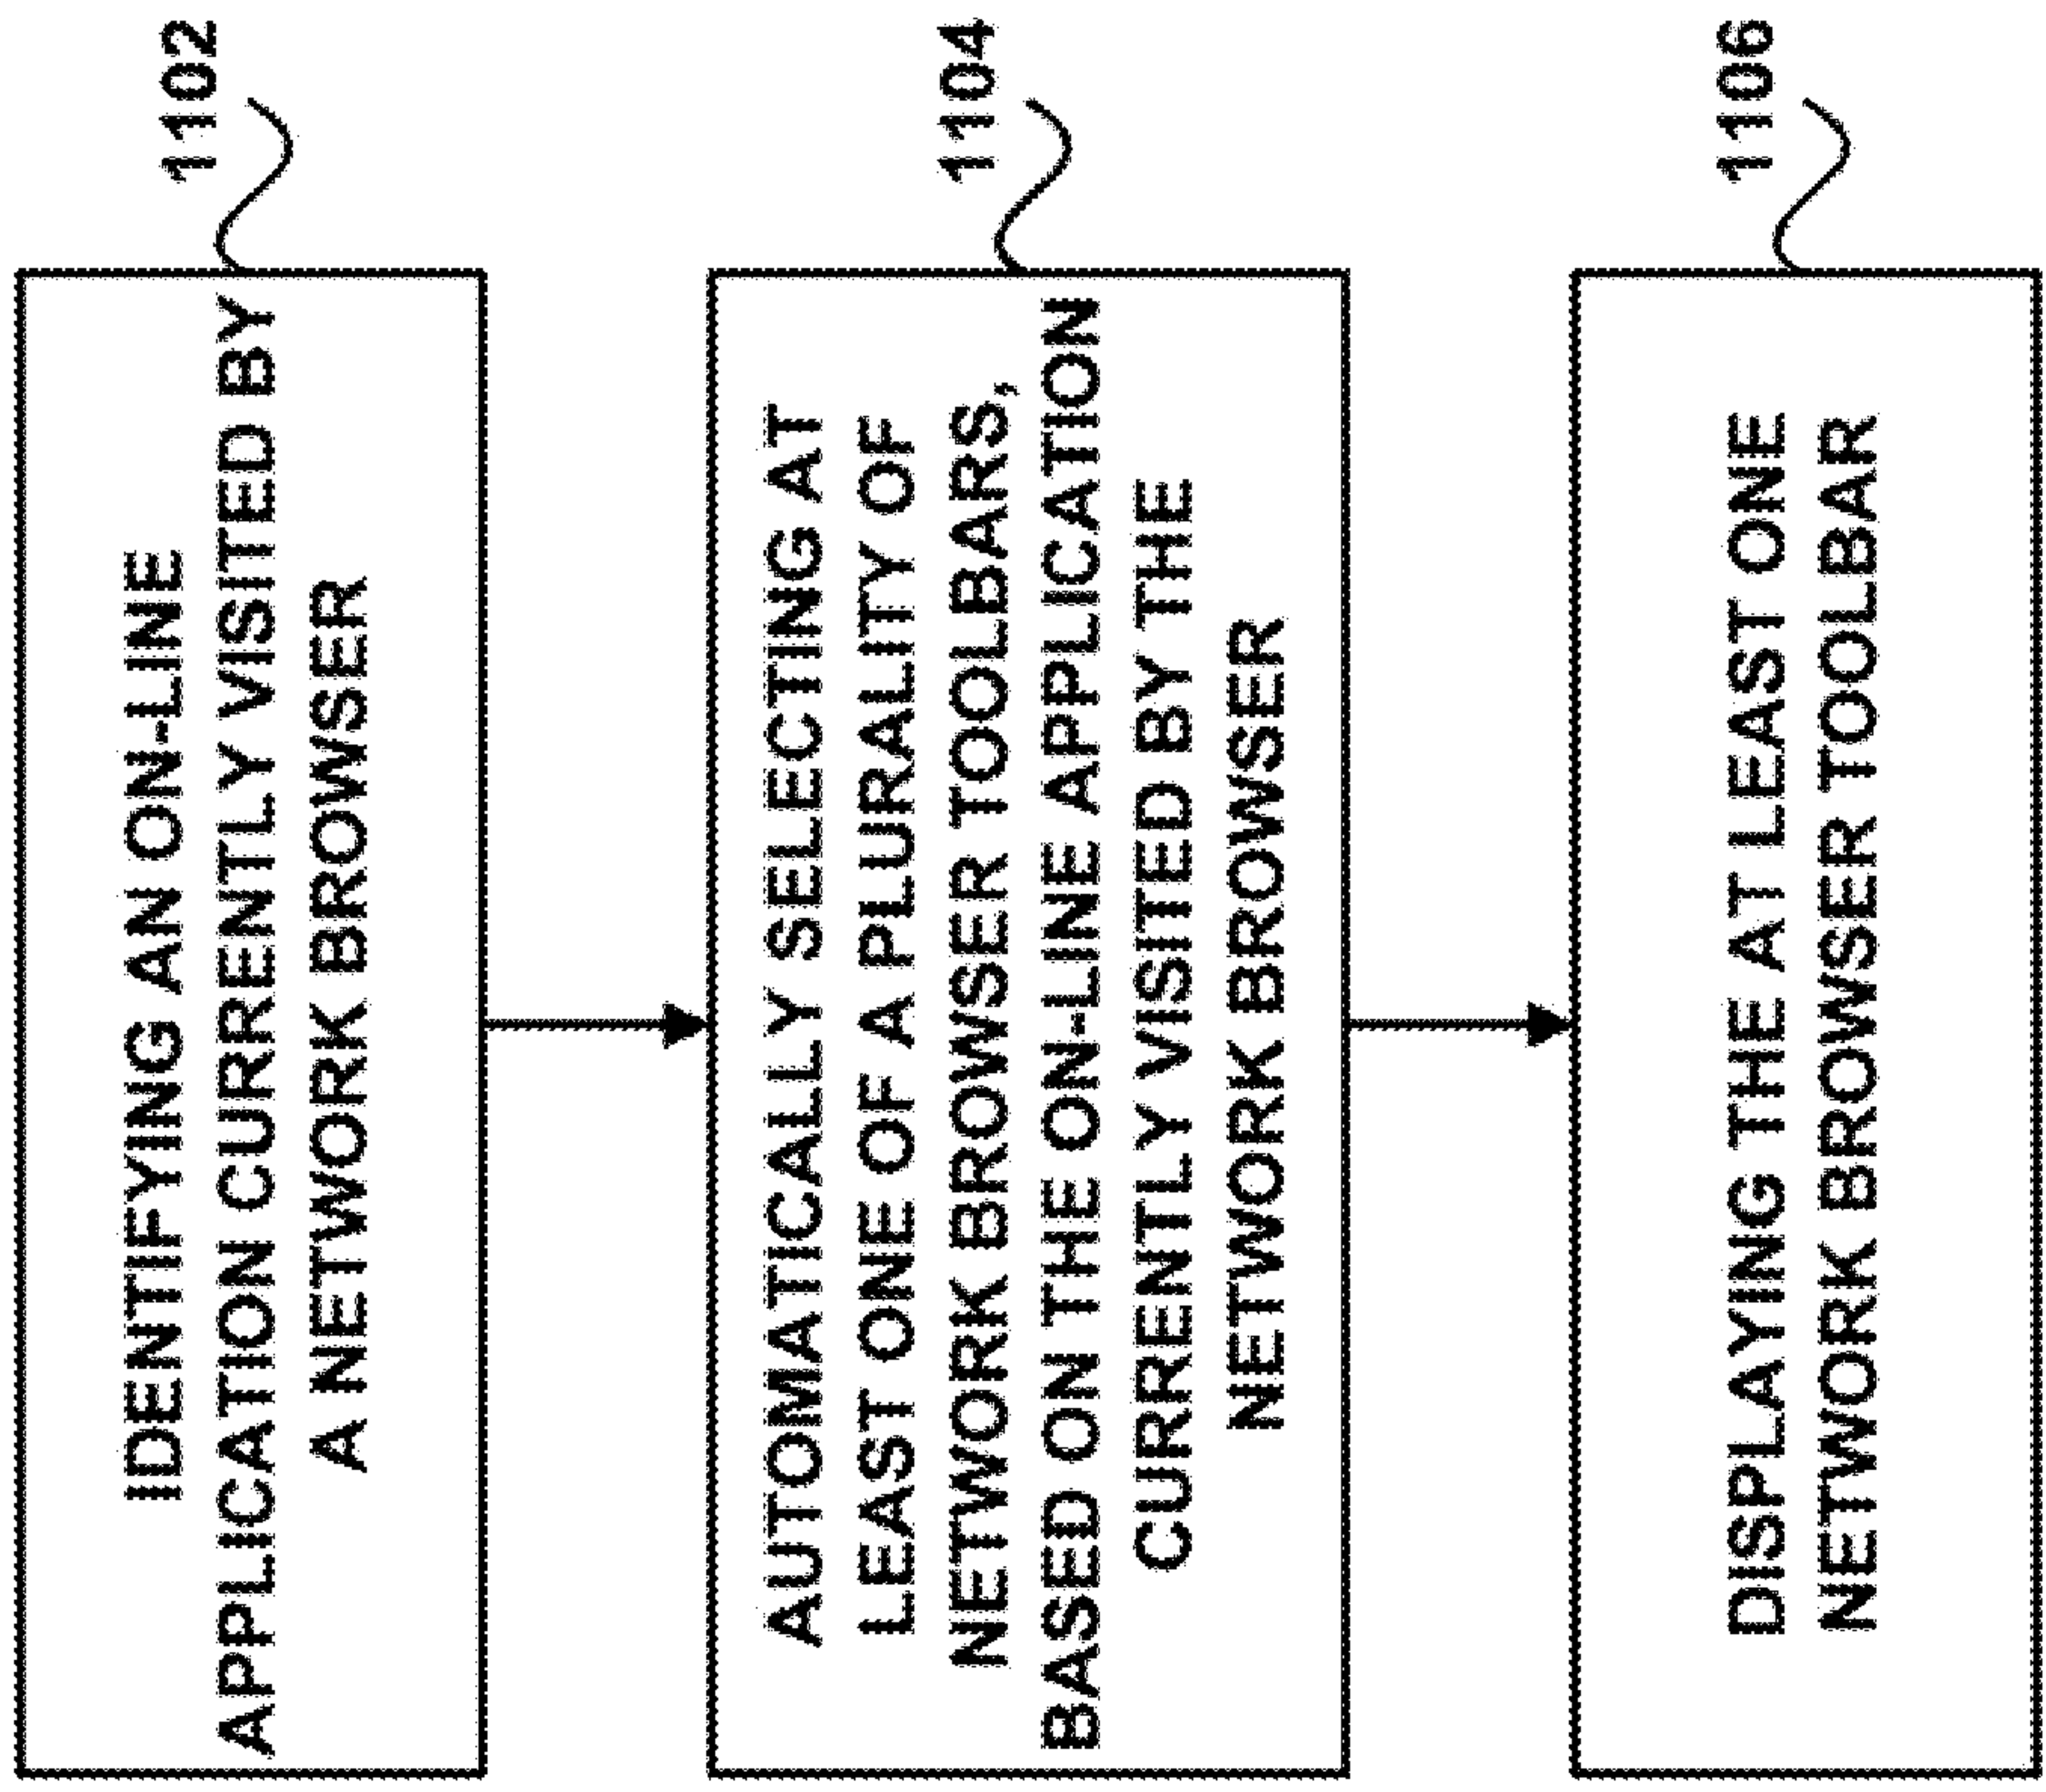 IDENTIFYING AN ON-LINE
APPLICATION CURRENTLY VISITED BY
A NETWORK BROWSER
1102
AUTOMATICALLY SELECTING AT
LEAST ONE OF A PLURALITY OF
NETWORK BROWSER TOOLBARS,
BASED ON THE ON-LINE APPLICATION
CURRENTLY VISITED BY THE
NETWORK BROWSER
1104
DISPLAYING THE AT LEAST ONE
NETWORK BROWSER TOOLBAR
1106